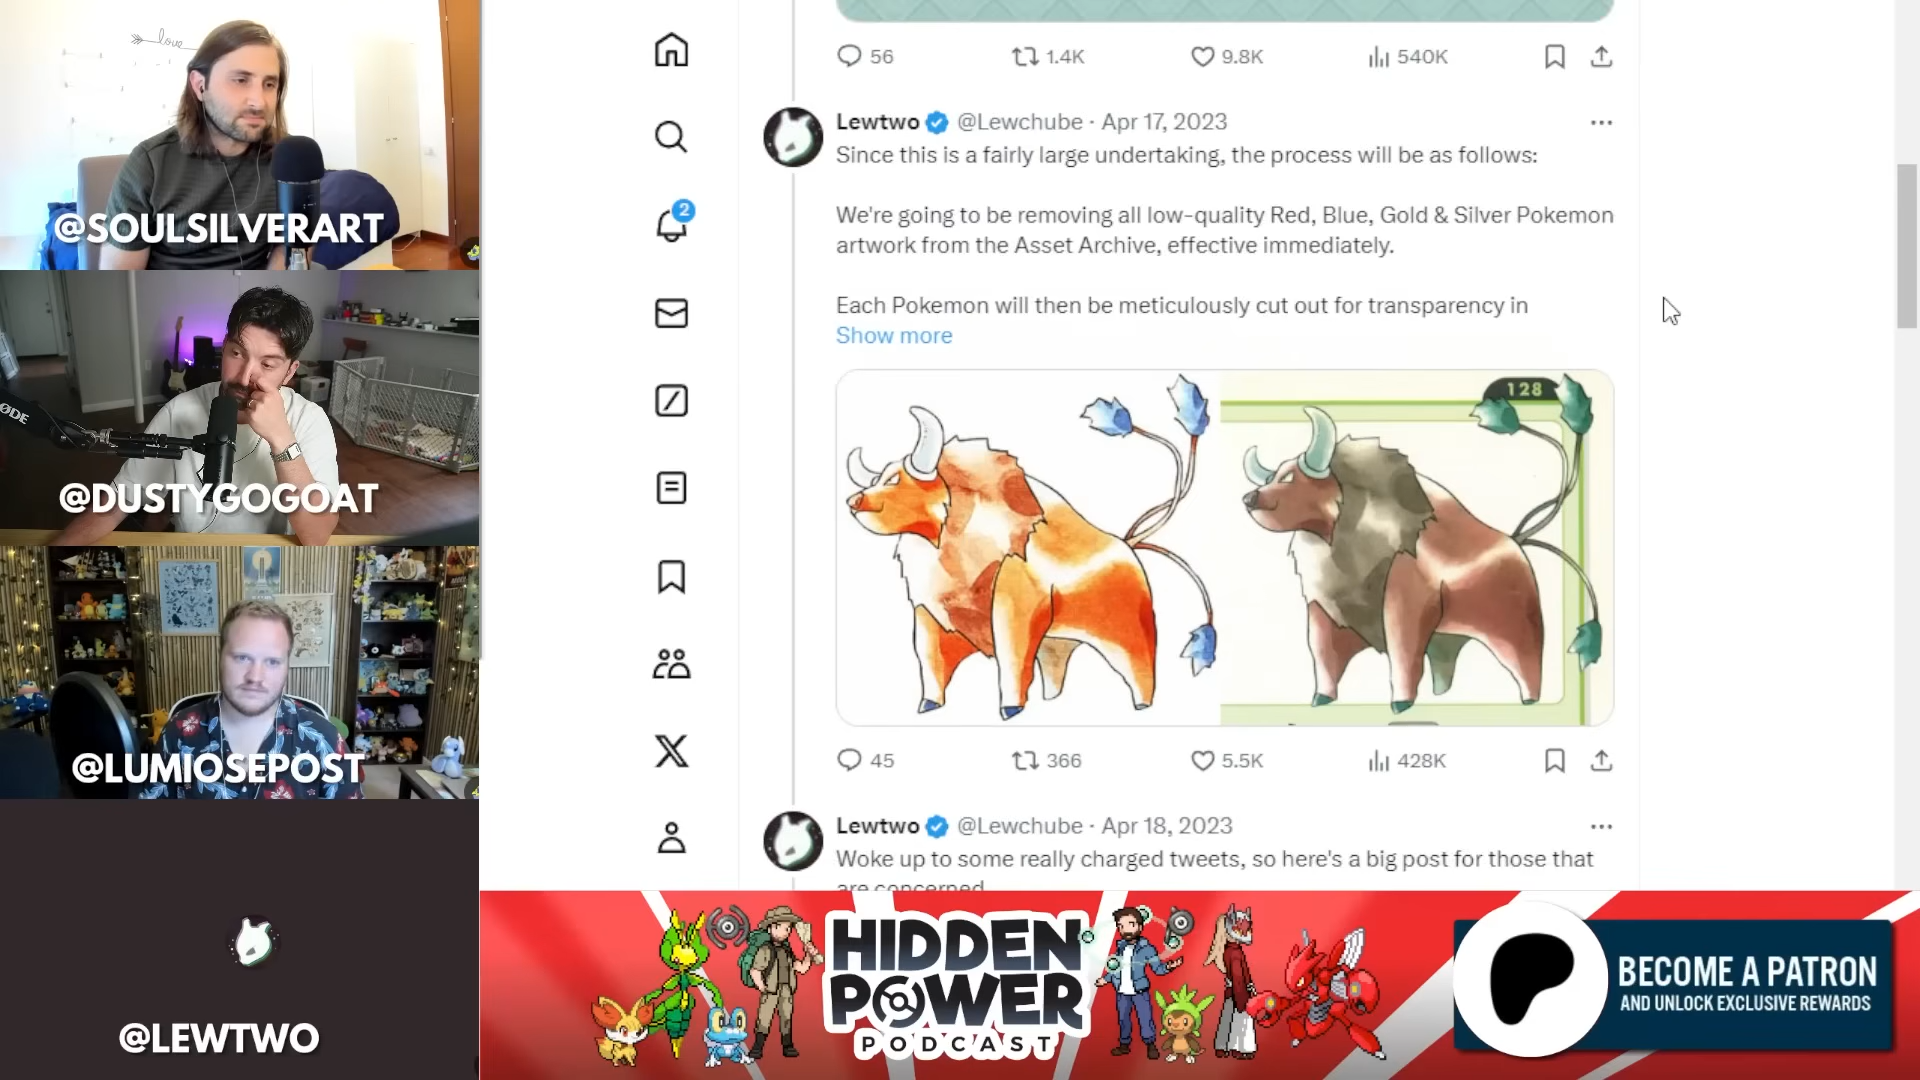 love
@SOULSILVERART
ØDE
@DUSTYGOGOAT
@LUMIOSEPOST
@LEWTWO
2
56
1.4K
9.8K
540K
Lewtwo @Lewchube · Apr 17, 2023
Since this is a fairly large undertaking, the process will be as follows:
We're going to be removing all low-quality Red, Blue, Gold & Silver Pokemon
artwork from the Asset Archive, effective immediately.
Each Pokemon will then be meticulously cut out for transparency in
Show more
128
45
366
5.5K
428K
Lewtwo @Lewchube · Apr 18, 2023
Woke up to some really charged tweets, so here's a big post for those that
are concerned
HIDDEN
POWER
PODCAST
BECOME A PATRON
AND UNLOCK EXCLUSIVE REWARDS